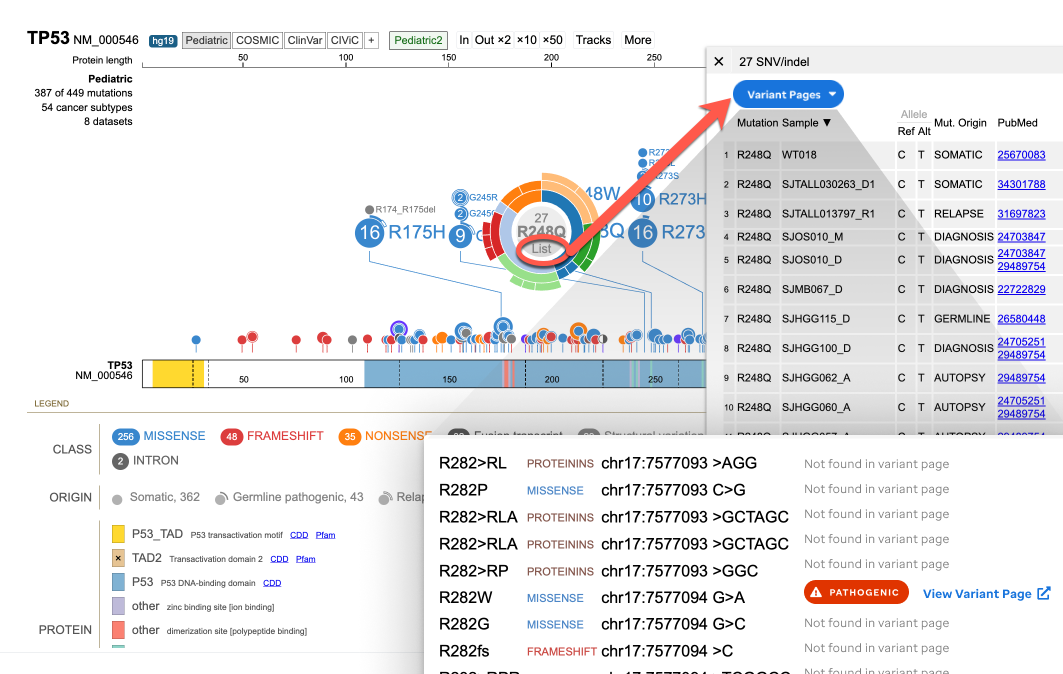 TP53 NM_000546 hg19 Pediatric COSMIC ClinVar CIViC + Pediatric2 In Out ×2 ×10 ×50 Tracks More
Protein length
50 100 150 200 250
Pediatric
387 of 449 mutations
54 cancer subtypes
8 datasets
R174_R175del
16 R175H
2 G245R
2 G245
9
27
R248Q
List
48W
8Q
R273S
10 R273H
16 R273
TP53
NM_000546
50 100 150 200 250
LEGEND
CLASS
256 MISSENSE 48 FRAMESHIFT 35 NONSENSE Fusion transcript Structural variation
2 INTRON
ORIGIN
Somatic, 362 Germline pathogenic, 43 Relap
PROTEIN
P53_TAD P53 transactivation motif CDD Pfam
× TAD2 Transactivation domain 2 CDD Pfam
P53 P53 DNA-binding domain CDD
other zinc binding site [ion binding]
other dimerization site [polypeptide binding]
✕ 27 SNV/indel
Variant Pages ▼
Allele
Mutation Sample ▼ Ref Alt Mut. Origin PubMed
1 R248Q WT018 C T SOMATIC 25670083
2 R248Q SJTALL030263_D1 C T SOMATIC 34301788
3 R248Q SJTALL013797_R1 C T RELAPSE 31697823
4 R248Q SJOS010_M C T DIAGNOSIS 24703847
5 R248Q SJOS010_D C T DIAGNOSIS 24703847
29489754
6 R248Q SJMB067_D C T DIAGNOSIS 22722829
7 R248Q SJHGG115_D C T GERMLINE 26580448
8 R248Q SJHGG100_D C T DIAGNOSIS 24705251
29489754
9 R248Q SJHGG062_A C T AUTOPSY 29489754
10 R248Q SJHGG060_A C T AUTOPSY 24705251
29489754
R282>RL PROTEININS chr17:7577093 >AGG Not found in variant page
R282P MISSENSE chr17:7577093 C>G Not found in variant page
R282>RLA PROTEININS chr17:7577093 >GCTAGC Not found in variant page
R282>RLA PROTEININS chr17:7577093 >GCTAGC Not found in variant page
R282>RP PROTEININS chr17:7577093 >GGC Not found in variant page
R282W MISSENSE chr17:7577094 G>A PATHOGENIC View Variant Page
R282G MISSENSE chr17:7577094 G>C Not found in variant page
R282fs FRAMESHIFT chr17:7577094 >C Not found in variant page
Not found in variant page